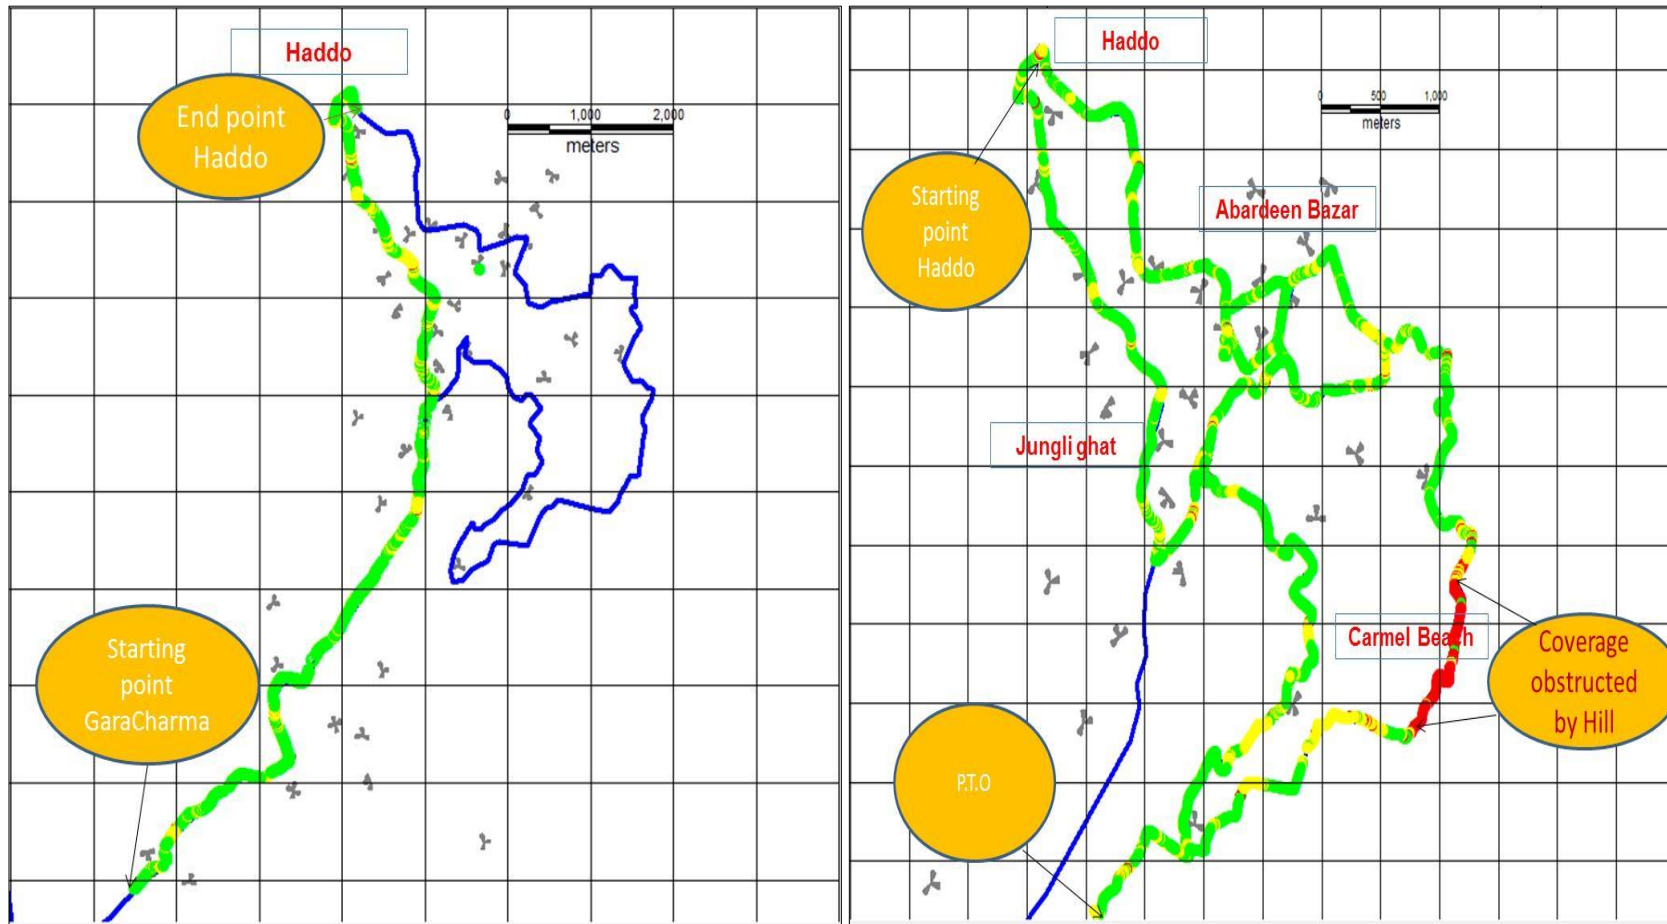 Haddo
End point
Haddo
0 1,000 2,000
meters
Starting
point
GaraCharma
Haddo
0 500 1,000
meters
Starting
point
Haddo
Abardeen Bazar
Jungli ghat
Carmel Beach
Coverage
obstructed
by Hill
P.T.O